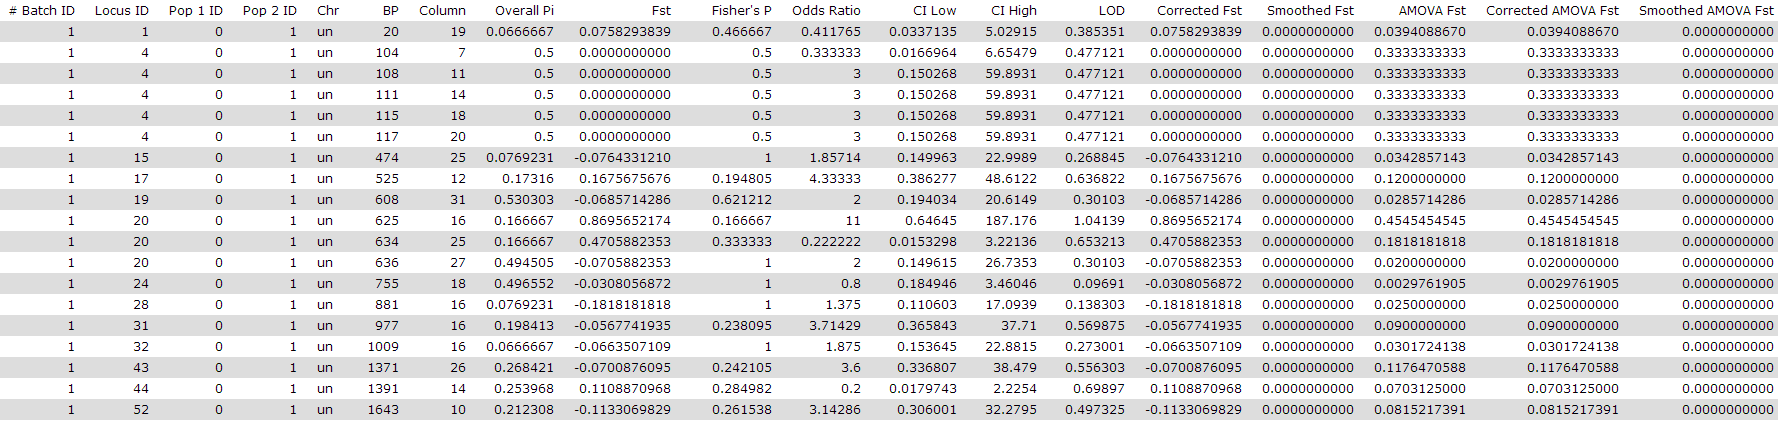 # Batch ID Locus ID Pop 1 ID Pop 2 ID Chr BP Column Overall Pi Fst Fisher's P Odds Ratio CI Low CI High LOD Corrected Fst Smoothed Fst AMOVA Fst Corrected AMOVA Fst Smoothed AMOVA Fst
1 1 0 1 un 20 19 0.0666667 0.0758293839 0.466667 0.411765 0.0337135 5.02915 0.385351 0.0758293839 0.0000000000 0.0394088670 0.0394088670 0.0000000000
1 4 0 1 un 104 7 0.5 0.0000000000 0.5 0.333333 0.0166964 6.65479 0.477121 0.0000000000 0.0000000000 0.3333333333 0.3333333333 0.0000000000
1 4 0 1 un 108 11 0.5 0.0000000000 0.5 3 0.150268 59.8931 0.477121 0.0000000000 0.0000000000 0.3333333333 0.3333333333 0.0000000000
1 4 0 1 un 111 14 0.5 0.0000000000 0.5 3 0.150268 59.8931 0.477121 0.0000000000 0.0000000000 0.3333333333 0.3333333333 0.0000000000
1 4 0 1 un 115 18 0.5 0.0000000000 0.5 3 0.150268 59.8931 0.477121 0.0000000000 0.0000000000 0.3333333333 0.3333333333 0.0000000000
1 4 0 1 un 117 20 0.5 0.0000000000 0.5 3 0.150268 59.8931 0.477121 0.0000000000 0.0000000000 0.3333333333 0.3333333333 0.0000000000
1 15 0 1 un 474 25 0.0769231 -0.0764331210 1 1.85714 0.149963 22.9989 0.268845 -0.0764331210 0.0000000000 0.0342857143 0.0342857143 0.0000000000
1 17 0 1 un 525 12 0.17316 0.1675675676 0.194805 4.33333 0.386277 48.6122 0.636822 0.1675675676 0.0000000000 0.1200000000 0.1200000000 0.0000000000
1 19 0 1 un 608 31 0.530303 -0.0685714286 0.621212 2 0.194034 20.6149 0.30103 -0.0685714286 0.0000000000 0.0285714286 0.0285714286 0.0000000000
1 20 0 1 un 625 16 0.166667 0.8695652174 0.166667 11 0.64645 187.176 1.04139 0.8695652174 0.0000000000 0.4545454545 0.4545454545 0.0000000000
1 20 0 1 un 634 25 0.166667 0.4705882353 0.333333 0.222222 0.0153298 3.22136 0.653213 0.4705882353 0.0000000000 0.1818181818 0.1818181818 0.0000000000
1 20 0 1 un 636 27 0.494505 -0.0705882353 1 2 0.149615 26.7353 0.30103 -0.0705882353 0.0000000000 0.0200000000 0.0200000000 0.0000000000
1 24 0 1 un 755 18 0.496552 -0.0308056872 1 0.8 0.184946 3.46046 0.09691 -0.0308056872 0.0000000000 0.0029761905 0.0029761905 0.0000000000
1 28 0 1 un 881 16 0.0769231 -0.1818181818 1 1.375 0.110603 17.0939 0.138303 -0.1818181818 0.0000000000 0.0250000000 0.0250000000 0.0000000000
1 31 0 1 un 977 16 0.198413 -0.0567741935 0.238095 3.71429 0.365843 37.71 0.569875 -0.0567741935 0.0000000000 0.0900000000 0.0900000000 0.0000000000
1 32 0 1 un 1009 16 0.0666667 -0.0663507109 1 1.875 0.153645 22.8815 0.273001 -0.0663507109 0.0000000000 0.0301724138 0.0301724138 0.0000000000
1 43 0 1 un 1371 26 0.268421 -0.0700876095 0.242105 3.6 0.336807 38.479 0.556303 -0.0700876095 0.0000000000 0.1176470588 0.1176470588 0.0000000000
1 44 0 1 un 1391 14 0.253968 0.1108870968 0.284982 0.2 0.0179743 2.2254 0.69897 0.1108870968 0.0000000000 0.0703125000 0.0703125000 0.0000000000
1 52 0 1 un 1643 10 0.212308 -0.1133069829 0.261538 3.14286 0.306001 32.2795 0.497325 -0.1133069829 0.0000000000 0.0815217391 0.0815217391 0.0000000000